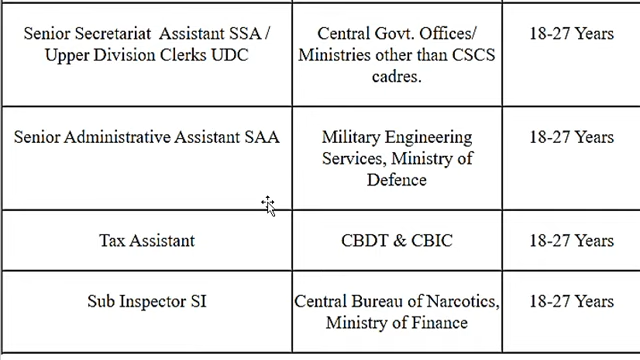 Senior Secretariat Assistant SSA /
Upper Division Clerks UDC
Central Govt. Offices/
Ministries other than CSCS
cadres.
18-27 Years
Senior Administrative Assistant SAA
Military Engineering
Services, Ministry of
Defence
18-27 Years
Tax Assistant
CBDT & CBIC
18-27 Years
Sub Inspector SI
Central Bureau of Narcotics,
Ministry of Finance
18-27 Years